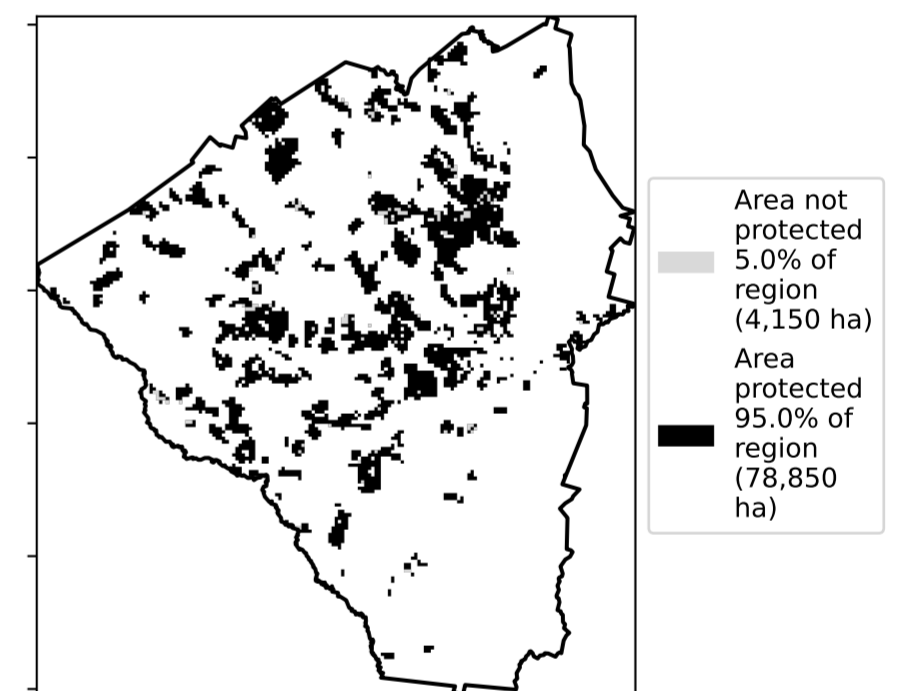 Area not
protected
5.0% of
region
(4,150 ha)
Area
protected
95.0% of
region
(78,850
ha)